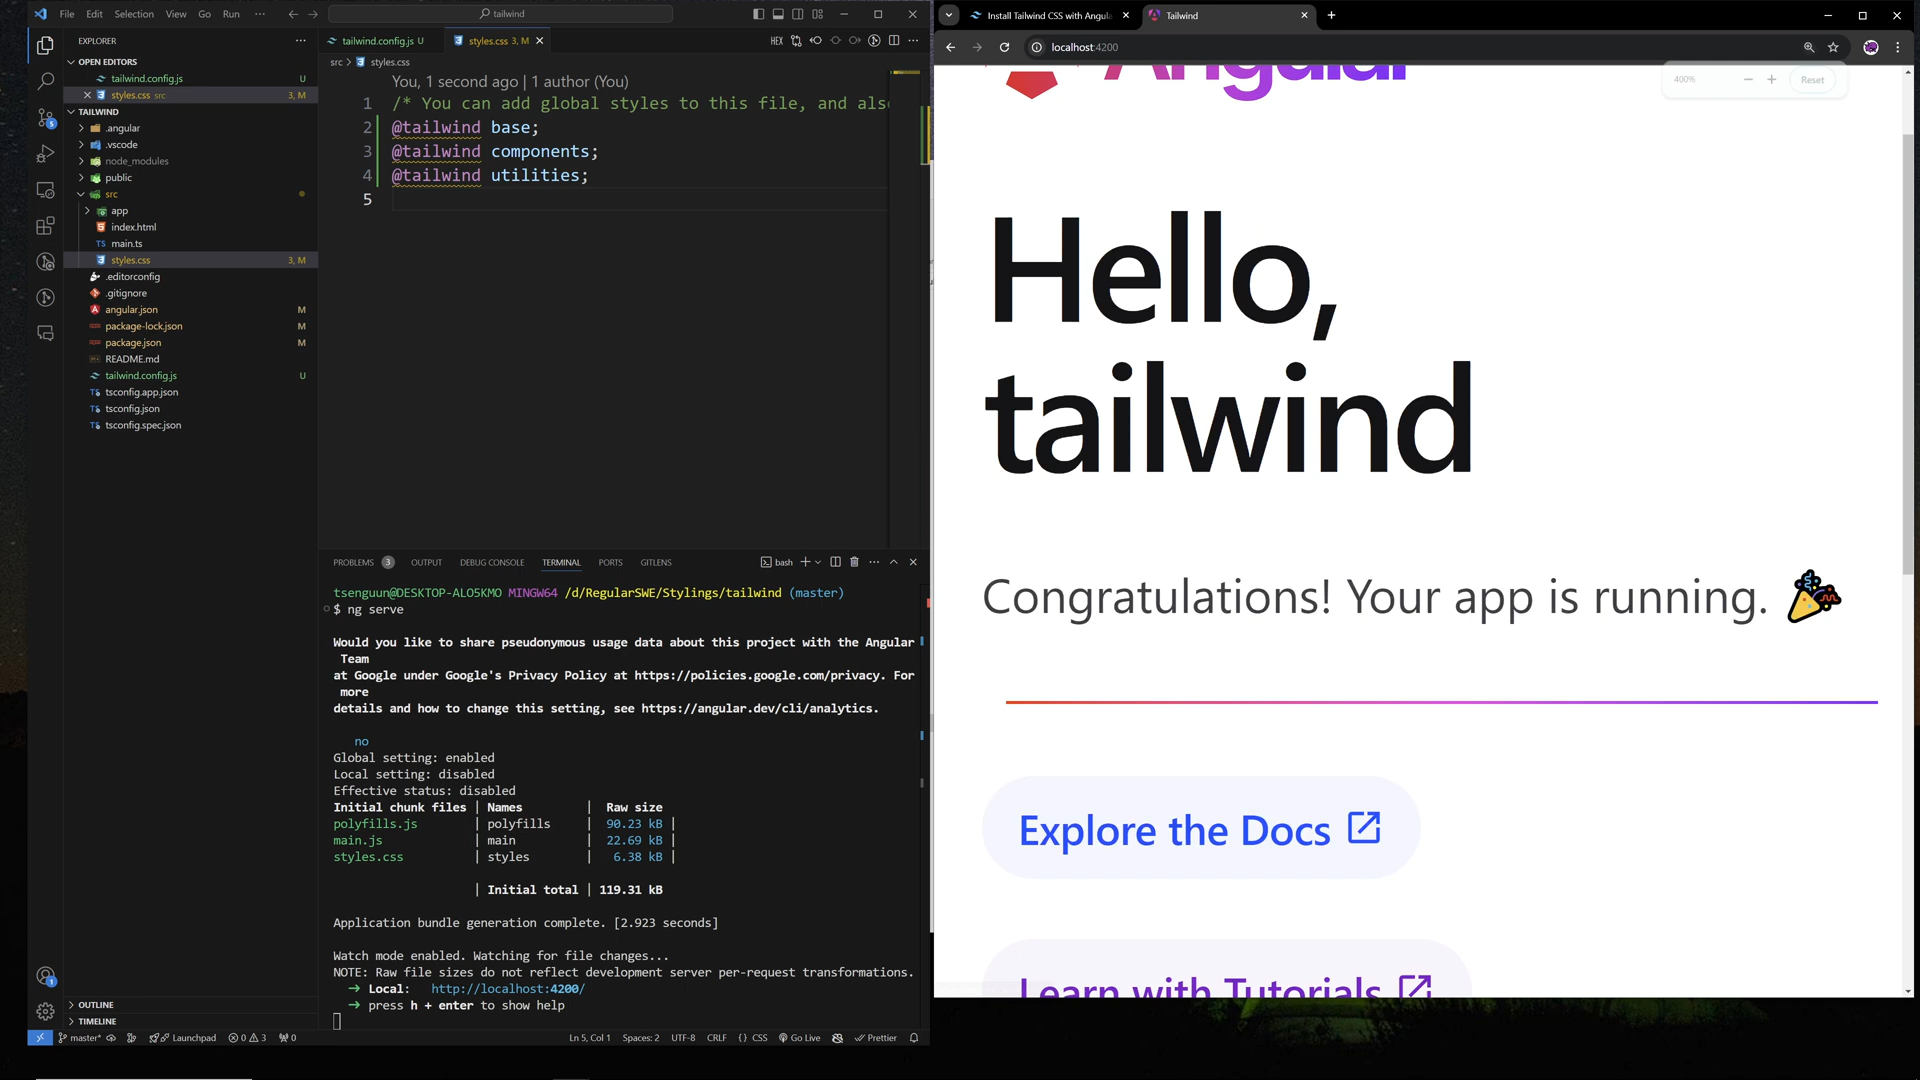 File Edit Selection View Go Run ···
tailwind
EXPLORER
OPEN EDITORS
tailwind.config.js U
styles.css src 3, M
TAILWIND
.angular
.vscode
node_modules
public
src
app
index.html
main.ts
styles.css 3, M
.editorconfig
.gitignore
angular.json M
package-lock.json M
package.json M
README.md
tailwind.config.js U
tsconfig.app.json
tsconfig.json
tsconfig.spec.json
OUTLINE
TIMELINE
tailwind.config.js U
styles.css 3, M
HEX
src > styles.css
You, 1 second ago | 1 author (You)
1 /* You can add global styles to this file, and als
2 @tailwind base;
3 @tailwind components;
4 @tailwind utilities;
5
PROBLEMS 3 OUTPUT DEBUG CONSOLE TERMINAL PORTS GITLENS
bash
tsenguun@DESKTOP-ALO5KMO MINGW64 /d/RegularSWE/Stylings/tailwind (master)
$ ng serve
Would you like to share pseudonymous usage data about this project with the Angular
Team
at Google under Google's Privacy Policy at https://policies.google.com/privacy. For
more
details and how to change this setting, see https://angular.dev/cli/analytics.
no
Global setting: enabled
Local setting: disabled
Effective status: disabled
Initial chunk files | Names | Raw size
polyfills.js | polyfills | 90.23 kB |
main.js | main | 22.69 kB |
styles.css | styles | 6.38 kB |
| Initial total | 119.31 kB
Application bundle generation complete. [2.923 seconds]
Watch mode enabled. Watching for file changes...
NOTE: Raw file sizes do not reflect development server per-request transformations.
➜ Local: http://localhost:4200/
➜ press h + enter to show help
master* Launchpad 0 3 0
Ln 5, Col 1 Spaces: 2 UTF-8 CRLF {} CSS Go Live Prettier
Install Tailwind CSS with Angula
Tailwind
localhost:4200
400% − + Reset
Angular
Hello,
tailwind
Congratulations! Your app is running. 🎉
Explore the Docs
Learn with Tutorials